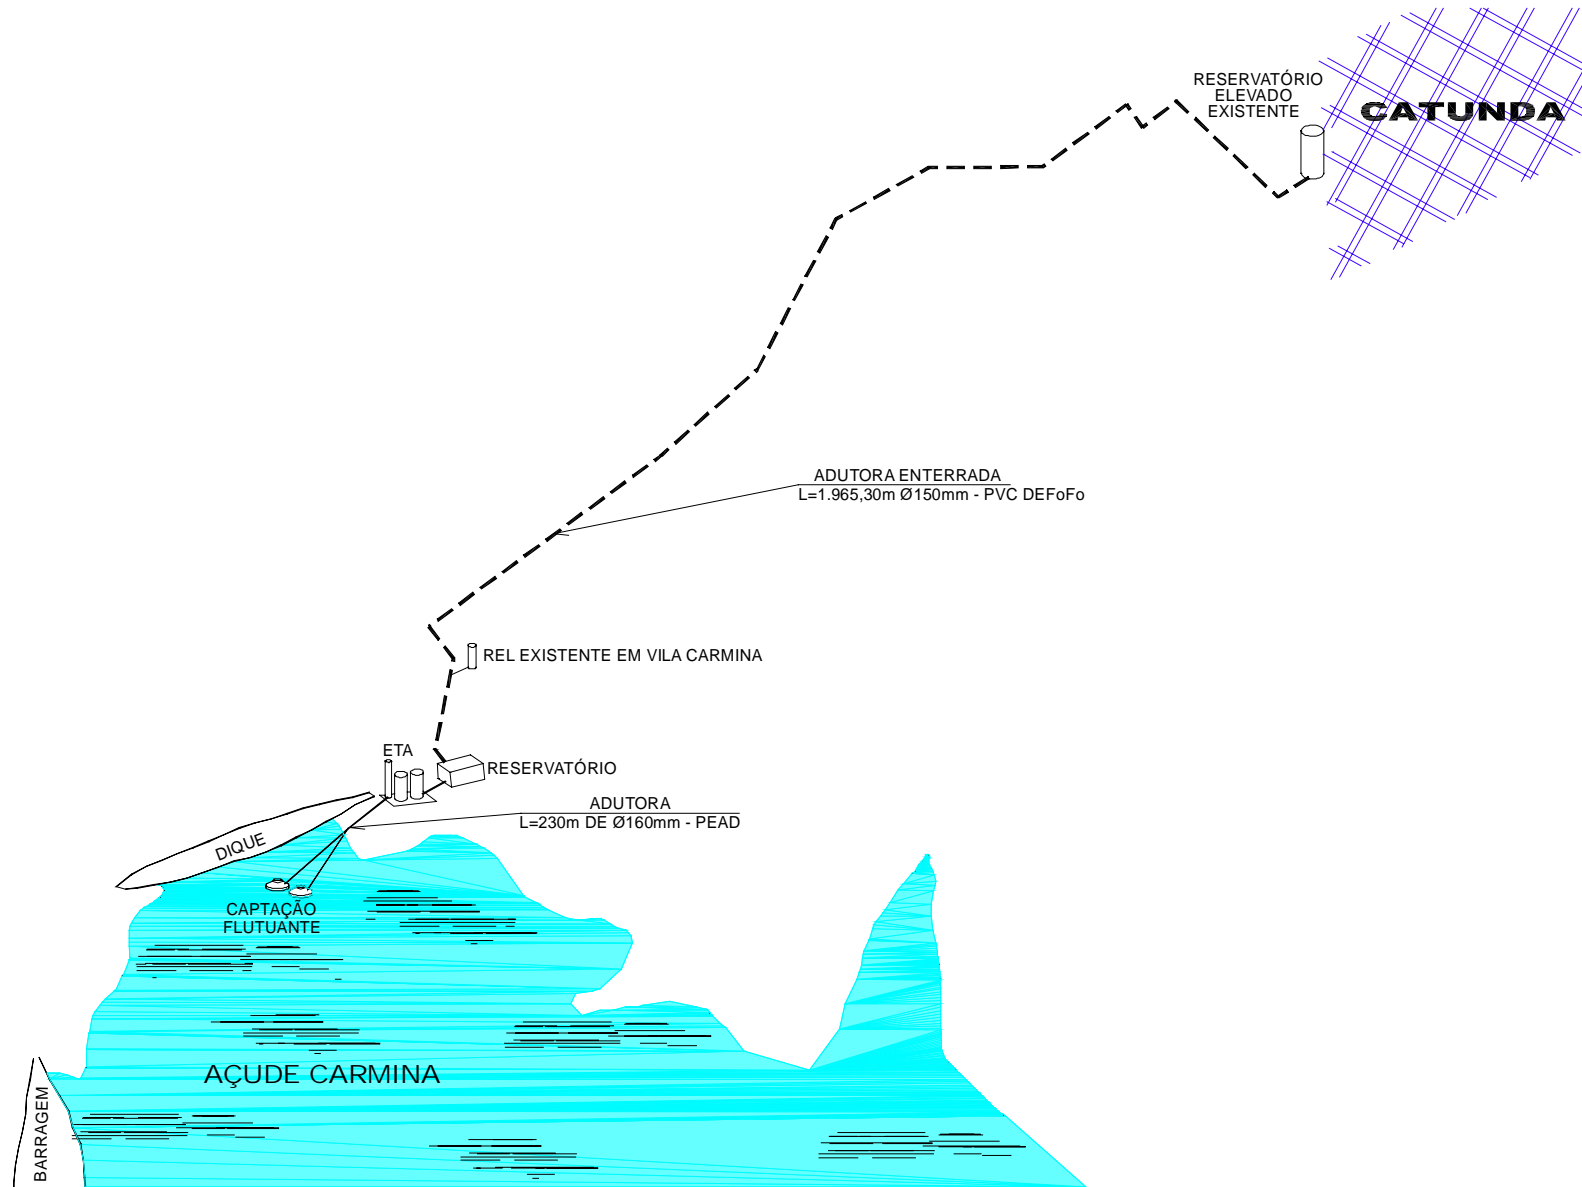 RESERVATÓRIO
ELEVADO
EXISTENTE
CATUNDA
ADUTORA ENTERRADA
L=1.965,30m Ø150mm - PVC DEFoFo
REL EXISTENTE EM VILA CARMINA
ETA
RESERVATÓRIO
ADUTORA
L=230m DE Ø160mm - PEAD
DIQUE
CAPTAÇÃO
FLUTUANTE
AÇUDE CARMINA
BARRAGEM